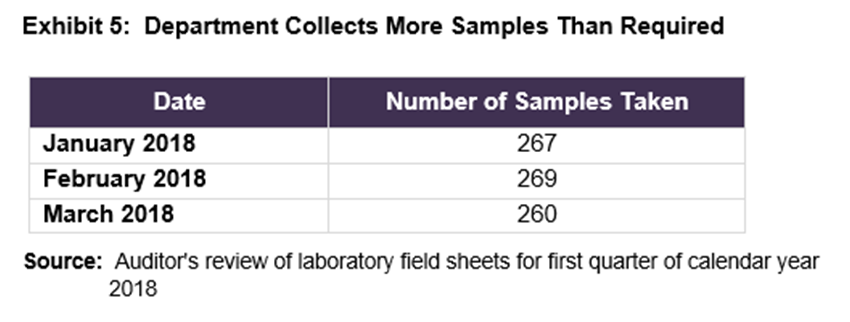 Exhibit 5: Department Collects More Samples Than Required
Date Number of Samples Taken
January 2018 267
February 2018 269
March 2018 260
Source: Auditor's review of laboratory field sheets for first quarter of calendar year
2018